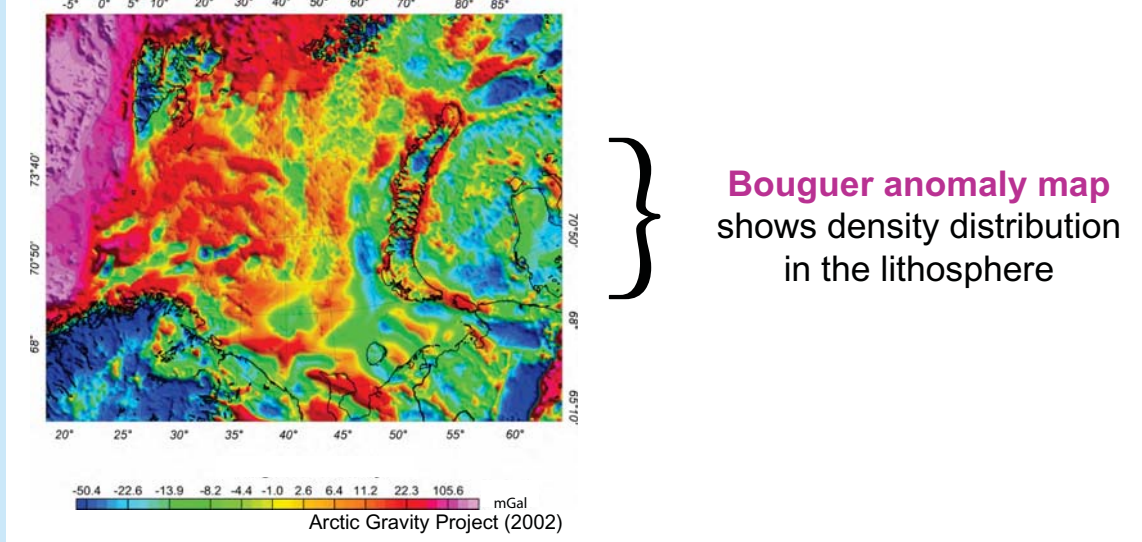 -5° 0° 5° 10° 20° 30° 40° 50° 60° 70° 80° 85°
73°40'
70°50'
68°
70°50'
68°
65°10'
20° 25° 30° 35° 40° 45° 50° 55° 60°
-50.4 -22.6 -13.9 -8.2 -4.4 -1.0 2.6 6.4 11.2 22.3 105.6
mGal
Arctic Gravity Project (2002)
Bouguer anomaly map
shows density distribution
in the lithosphere